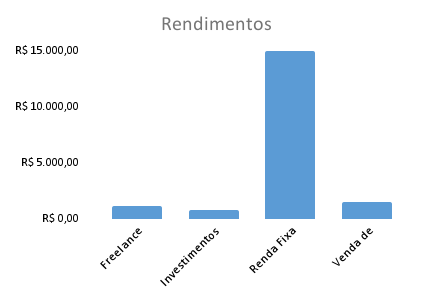 Rendimentos
R$ 15.000,00
R$ 10.000,00
R$ 5.000,00
R$ 0,00
Freelance
Investimentos
Renda Fixa
Venda de